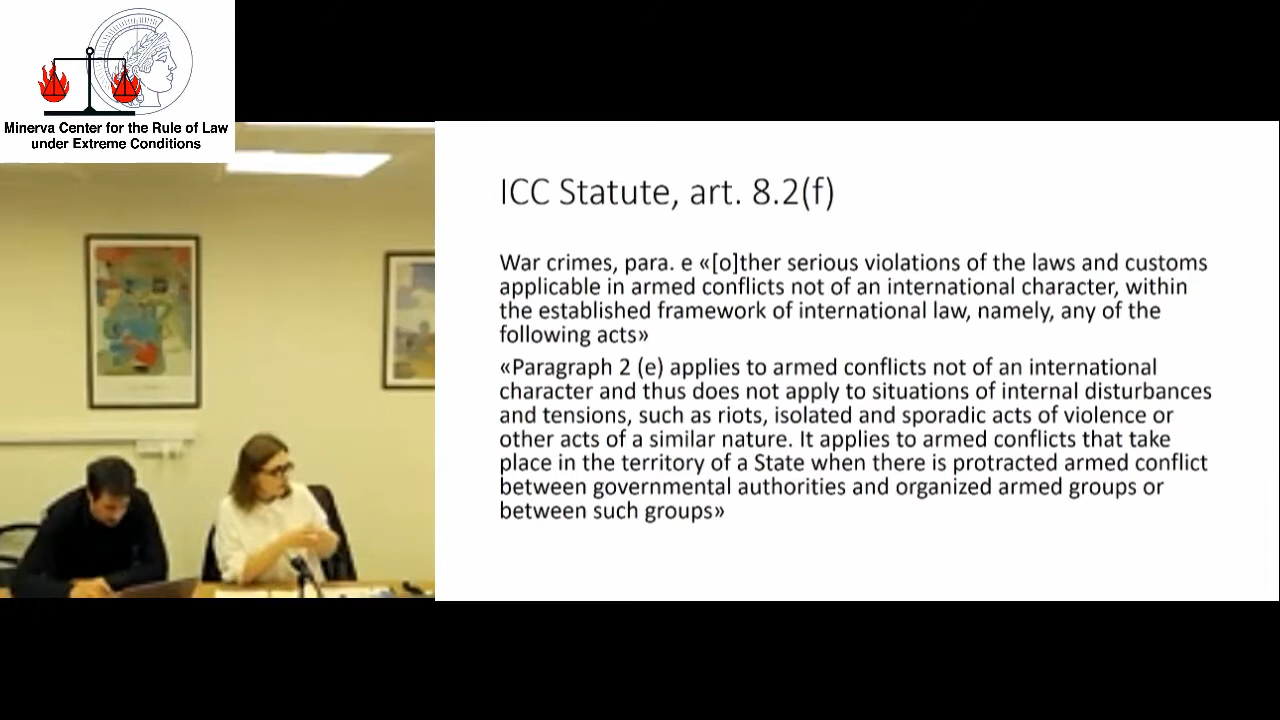 Minerva Center for the Rule of Law
under Extreme Conditions
ICC Statute, art. 8.2(f)
War crimes, para. e «[o]ther serious violations of the laws and customs
applicable in armed conflicts not of an international character, within
the established framework of international law, namely, any of the
following acts»
«Paragraph 2 (e) applies to armed conflicts not of an international
character and thus does not apply to situations of internal disturbances
and tensions, such as riots, isolated and sporadic acts of violence or
other acts of a similar nature. It applies to armed conflicts that take
place in the territory of a State when there is protracted armed conflict
between governmental authorities and organized armed groups or
between such groups»